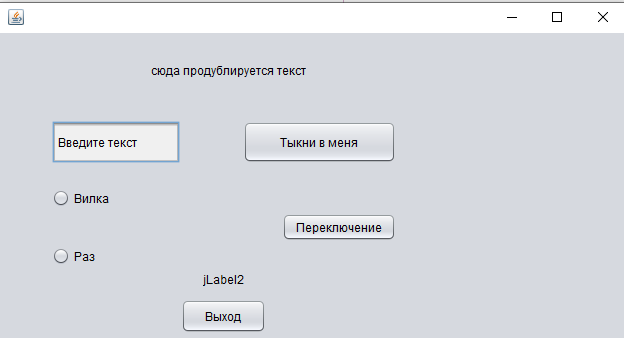 сюда продублируется текст
Введите текст
Тыкни в меня
Вилка
Переключение
Раз
jLabel2
Выход